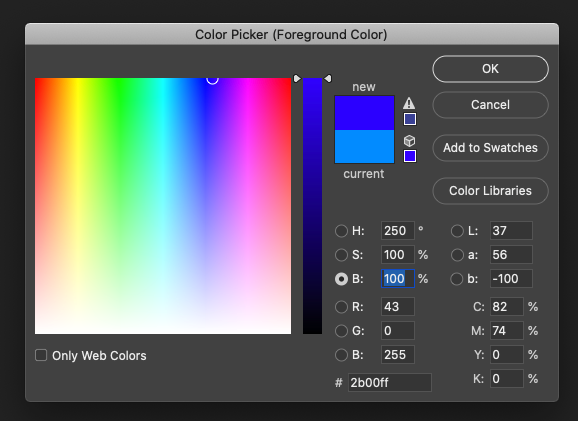 Color Picker (Foreground Color)
OK
new
Cancel
Add to Swatches
current
Color Libraries
H: 250 °
L: 37
S: 100 %
a: 56
B: 100 %
b: -100
R: 43
C: 82 %
G: 0
M: 74 %
B: 255
Y: 0 %
Only Web Colors
K: 0 %
# 2b00ff